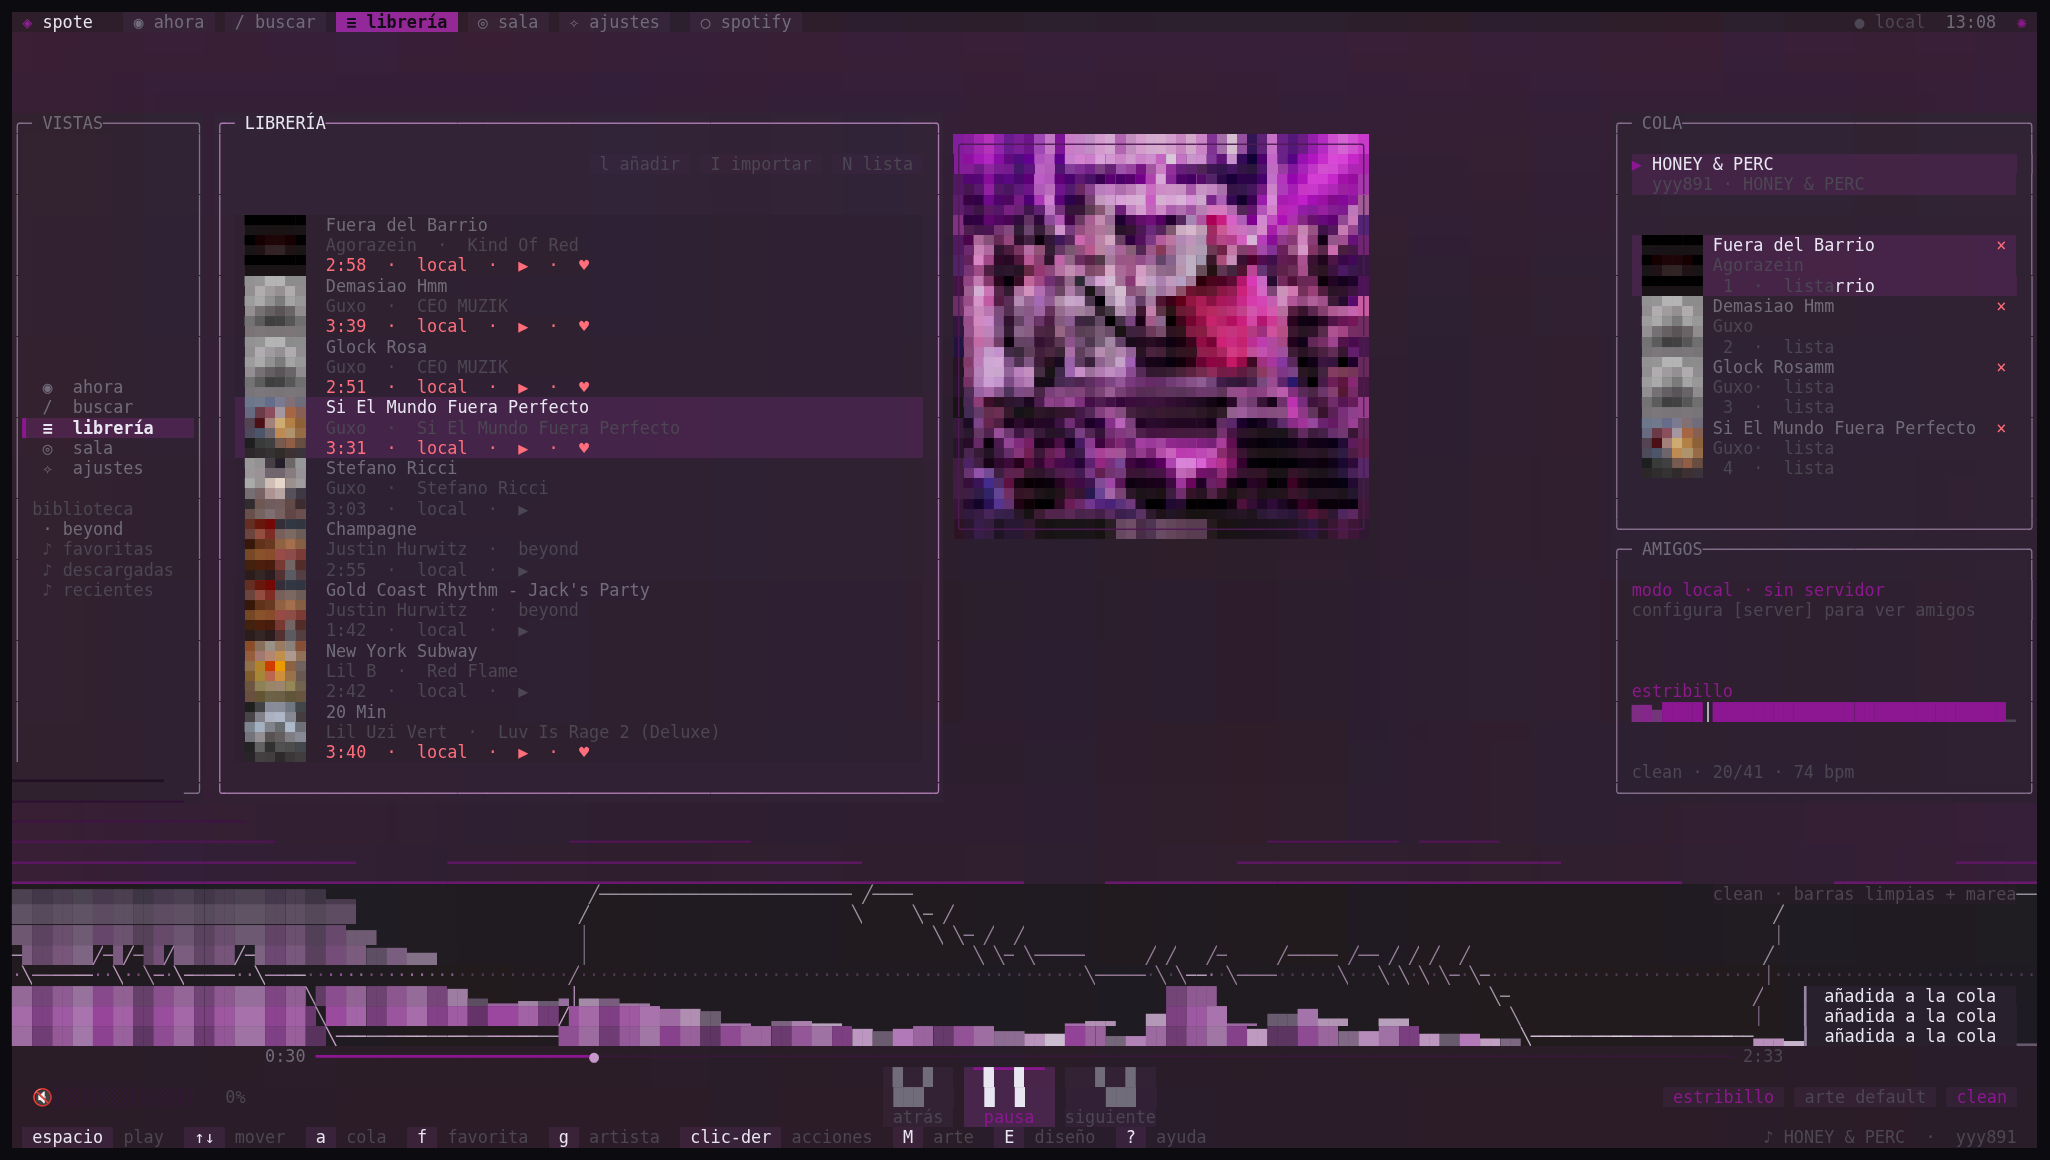 ◈ spote ◉ ahora / buscar ≡ librería ◎ sala ✧ ajustes ○ spotify ● local 13:08
VISTAS
◉ ahora
/ buscar
≡ librería
◎ sala
✧ ajustes
biblioteca
· beyond
♪ favoritas
♪ descargadas
♪ recientes
LIBRERÍA
l añadir I importar N lista
Fuera del Barrio
Agorazein · Kind Of Red
2:58 · local · ▶ · ♥
Demasiao Hmm
Guxo · CEO MUZIK
3:39 · local · ▶ · ♥
Glock Rosa
Guxo · CEO MUZIK
2:51 · local · ▶ · ♥
Si El Mundo Fuera Perfecto
Guxo · Si El Mundo Fuera Perfecto
3:31 · local · ▶ · ♥
Stefano Ricci
Guxo · Stefano Ricci
3:03 · local · ▶
Champagne
Justin Hurwitz · beyond
2:55 · local · ▶
Gold Coast Rhythm - Jack's Party
Justin Hurwitz · beyond
1:42 · local · ▶
New York Subway
Lil B · Red Flame
2:42 · local · ▶
20 Min
Lil Uzi Vert · Luv Is Rage 2 (Deluxe)
3:40 · local · ▶ · ♥
COLA
▶ HONEY & PERC
yyy891 · HONEY & PERC
Fuera del Barrio ×
Agorazein
1 · listarrio
Demasiao Hmm ×
Guxo
2 · lista
Glock Rosamm ×
Guxo·
3 · lista
Si El Mundo Fuera Perfecto ×
Guxo·
4 · lista
AMIGOS
modo local · sin servidor
configura [server] para ver amigos
estribillo
clean · 20/41 · 74 bpm
clean · barras limpias + marea
añadida a la cola
añadida a la cola
añadida a la cola
0:30 2:33
0% atrás pausa siguiente estribillo arte default clean
espacio play ↑↓ mover a cola f favorita g artista clic-der acciones M arte E diseño ? ayuda ♪ HONEY & PERC · yyy891